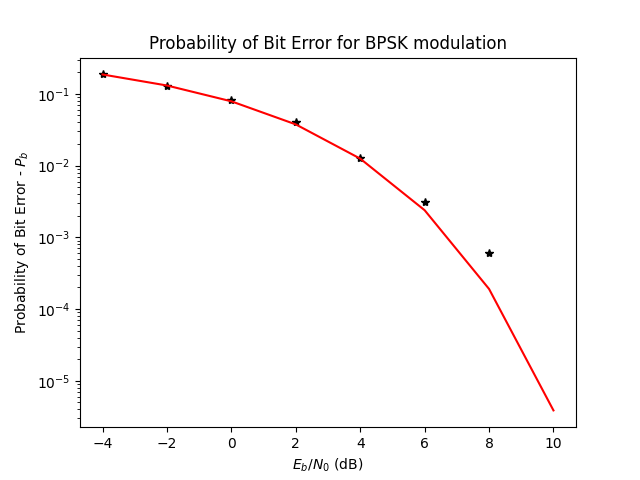 Probability of Bit Error for BPSK modulation
Probability of Bit Error - $P_b$
$10^{-1}$
$10^{-2}$
$10^{-3}$
$10^{-4}$
$10^{-5}$
−4 −2 0 2 4 6 8 10
$E_b/N_0$ (dB)